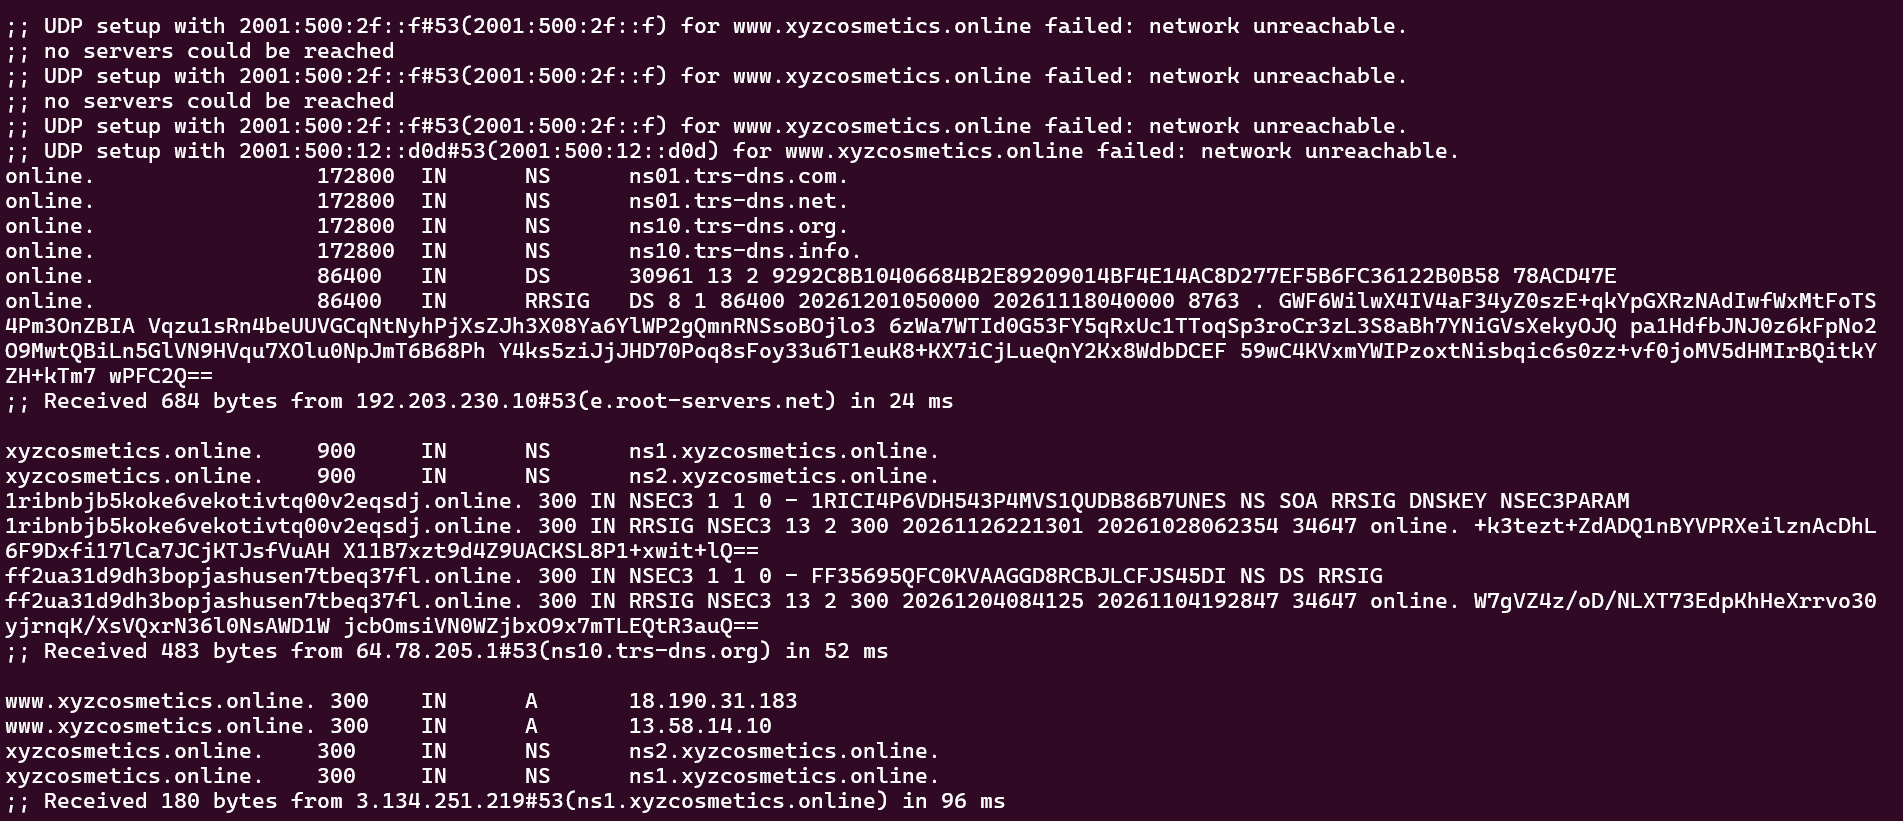 ;; UDP setup with 2001:500:2f::f#53(2001:500:2f::f) for www.xyzcosmetics.online failed: network unreachable.
;; no servers could be reached
;; UDP setup with 2001:500:2f::f#53(2001:500:2f::f) for www.xyzcosmetics.online failed: network unreachable.
;; no servers could be reached
;; UDP setup with 2001:500:2f::f#53(2001:500:2f::f) for www.xyzcosmetics.online failed: network unreachable.
;; UDP setup with 2001:500:12::d0d#53(2001:500:12::d0d) for www.xyzcosmetics.online failed: network unreachable.
online. 172800 IN NS ns01.trs-dns.com.
online. 172800 IN NS ns01.trs-dns.net.
online. 172800 IN NS ns10.trs-dns.org.
online. 172800 IN NS ns10.trs-dns.info.
online. 86400 IN DS 30961 13 2 9292C8B10406684B2E89209014BF4E14AC8D277EF5B6FC36122B0B58 78ACD47E
online. 86400 IN RRSIG DS 8 1 86400 20261201050000 20261118040000 8763 . GWF6WilwX4IV4aF34yZ0szE+qkYpGXRzNAdIwfWxMtFoTS
4Pm3OnZBIA Vqzu1sRn4beUUVGCqNtNyhPjXsZJh3X08Ya6YlWP2gQmnRNSsoBOjlo3 6zWa7WTId0G53FY5qRxUc1TToqSp3roCr3zL3S8aBh7YNiGVsXekyOJQ pa1HdfbJNJ0z6kFpNo2
O9MwtQBiLn5GlVN9HVqu7XOlu0NpJmT6B68Ph Y4ks5ziJjJHD70Poq8sFoy33u6T1euK8+KX7iCjLueQnY2Kx8WdbDCEF 59wC4KVxmYWIPzoxtNisbqic6s0zz+vf0joMV5dHMIrBQitkY
ZH+kTm7 wPFC2Q==
;; Received 684 bytes from 192.203.230.10#53(e.root-servers.net) in 24 ms
xyzcosmetics.online. 900 IN NS ns1.xyzcosmetics.online.
xyzcosmetics.online. 900 IN NS ns2.xyzcosmetics.online.
1ribnbjb5koke6vekotivtq00v2eqsdj.online. 300 IN NSEC3 1 1 0 - 1RICI4P6VDH543P4MVS1QUDB86B7UNES NS SOA RRSIG DNSKEY NSEC3PARAM
1ribnbjb5koke6vekotivtq00v2eqsdj.online. 300 IN RRSIG NSEC3 13 2 300 20261126221301 20261028062354 34647 online. +k3tezt+ZdADQ1nBYVPRXeilznAcDhL
6F9Dxfi17lCa7JCjKTJsfVuAH X11B7xzt9d4Z9UACKSL8P1+xwit+lQ==
ff2ua31d9dh3bopjashusen7tbeq37fl.online. 300 IN NSEC3 1 1 0 - FF35695QFC0KVAAGGD8RCBJLCFJS45DI NS DS RRSIG
ff2ua31d9dh3bopjashusen7tbeq37fl.online. 300 IN RRSIG NSEC3 13 2 300 20261204084125 20261104192847 34647 online. W7gVZ4z/oD/NLXT73EdpKhHeXrrvo30
yjrnqK/XsVQxrN36l0NsAWD1W jcbOmsiVN0WZjbxO9x7mTLEQtR3auQ==
;; Received 483 bytes from 64.78.205.1#53(ns10.trs-dns.org) in 52 ms
www.xyzcosmetics.online. 300 IN A 18.190.31.183
www.xyzcosmetics.online. 300 IN A 13.58.14.10
xyzcosmetics.online. 300 IN NS ns2.xyzcosmetics.online.
xyzcosmetics.online. 300 IN NS ns1.xyzcosmetics.online.
;; Received 180 bytes from 3.134.251.219#53(ns1.xyzcosmetics.online) in 96 ms